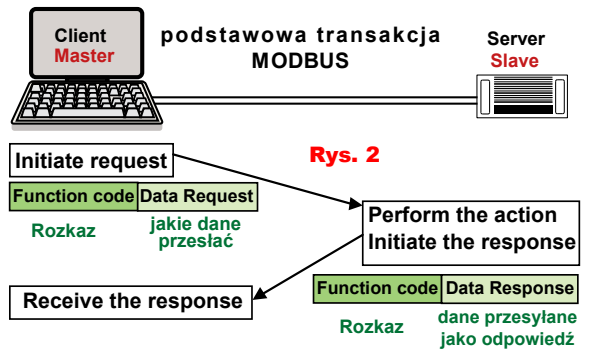 Client
Master
podstawowa transakcja
MODBUS
Server
Slave
Rys. 2
Initiate request
Function code Data Request
Rozkaz
jakie dane
przesłać
Perform the action
Initiate the response
Receive the response
Function code Data Response
Rozkaz
dane przesyłane
jako odpowiedź